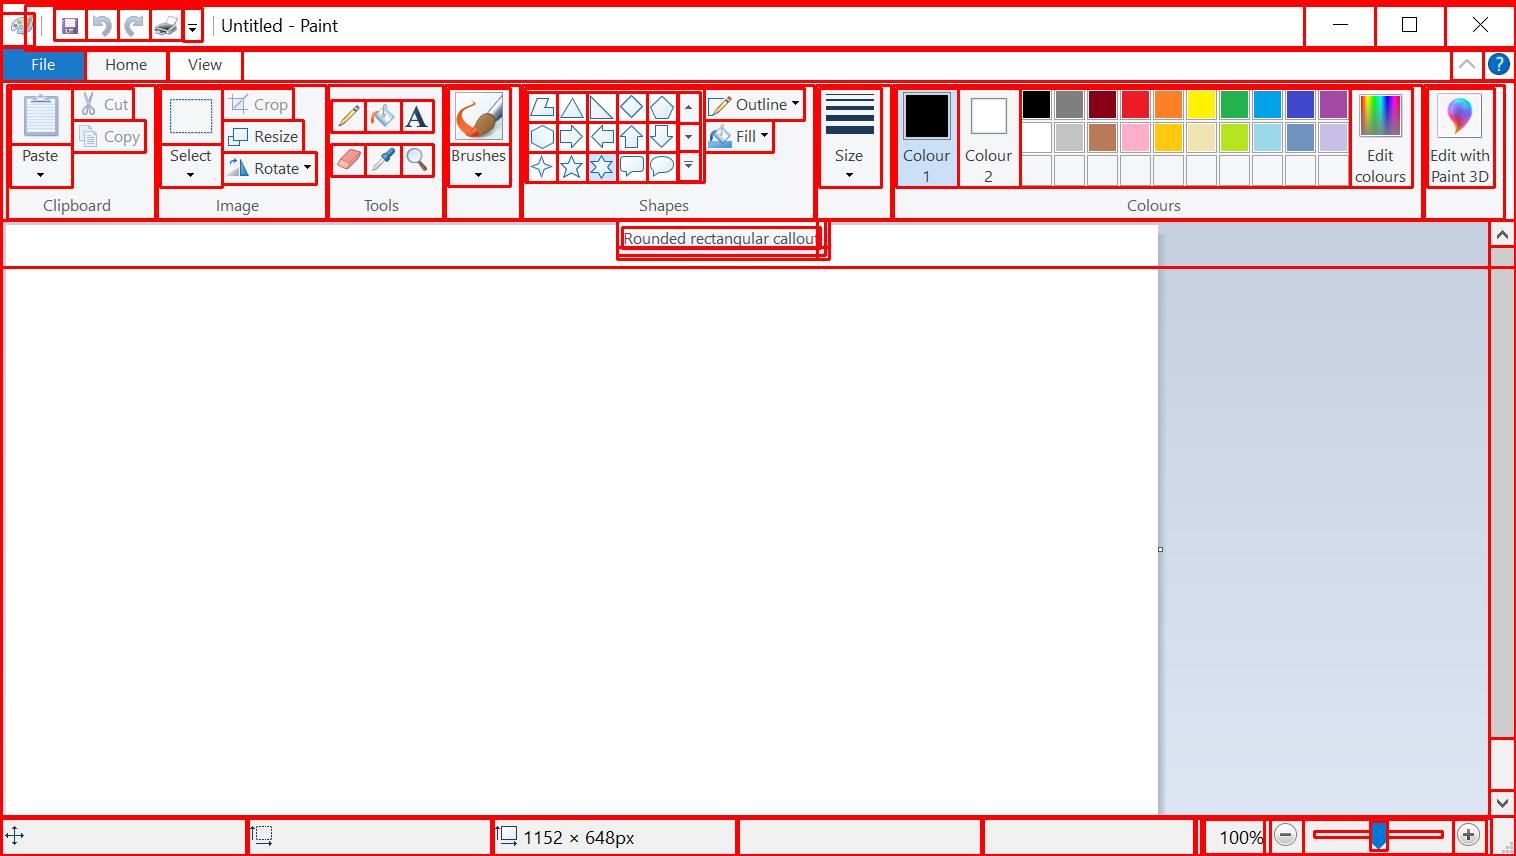 Untitled - Paint
File Home View
Paste
Cut
Copy
Clipboard
Select
Crop
Resize
Rotate
Image
A
Tools
Brushes
Outline
Fill
Shapes
Size
Colour
1
Colour
2
Edit
colours
Colours
Edit with
Paint 3D
Rounded rectangular callout
1152 × 648px
100%